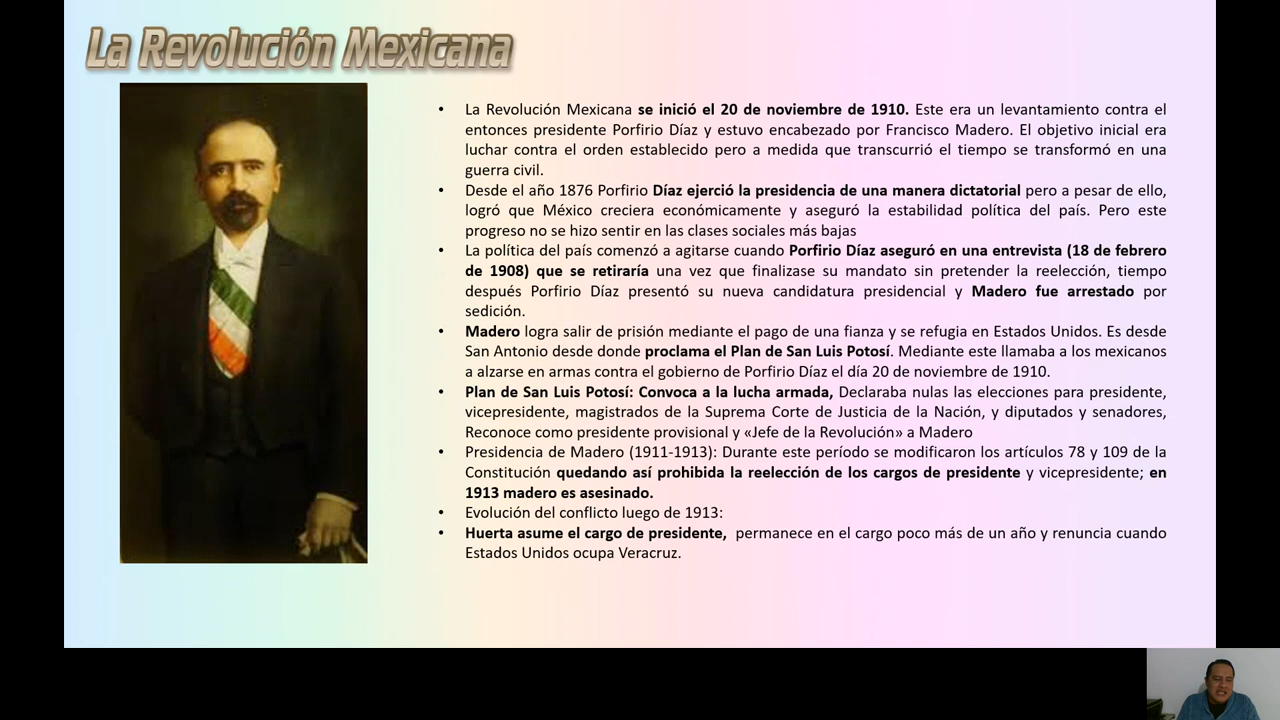 La Revolución Mexicana
• La Revolución Mexicana se inició el 20 de noviembre de 1910. Este era un levantamiento contra el
entonces presidente Porfirio Díaz y estuvo encabezado por Francisco Madero. El objetivo inicial era
luchar contra el orden establecido pero a medida que transcurrió el tiempo se transformó en una
guerra civil.
• Desde el año 1876 Porfirio Díaz ejerció la presidencia de una manera dictatorial pero a pesar de ello,
logró que México creciera económicamente y aseguró la estabilidad política del país. Pero este
progreso no se hizo sentir en las clases sociales más bajas
• La política del país comenzó a agitarse cuando Porfirio Díaz aseguró en una entrevista (18 de febrero
de 1908) que se retiraría una vez que finalizase su mandato sin pretender la reelección, tiempo
después Porfirio Díaz presentó su nueva candidatura presidencial y Madero fue arrestado por
sedición.
• Madero logra salir de prisión mediante el pago de una fianza y se refugia en Estados Unidos. Es desde
San Antonio desde donde proclama el Plan de San Luis Potosí. Mediante este llamaba a los mexicanos
a alzarse en armas contra el gobierno de Porfirio Díaz el día 20 de noviembre de 1910.
• Plan de San Luis Potosí: Convoca a la lucha armada, Declaraba nulas las elecciones para presidente,
vicepresidente, magistrados de la Suprema Corte de Justicia de la Nación, y diputados y senadores,
Reconoce como presidente provisional y «Jefe de la Revolución» a Madero
• Presidencia de Madero (1911-1913): Durante este período se modificaron los artículos 78 y 109 de la
Constitución quedando así prohibida la reelección de los cargos de presidente y vicepresidente; en
1913 madero es asesinado.
• Evolución del conflicto luego de 1913:
• Huerta asume el cargo de presidente, permanece en el cargo poco más de un año y renuncia cuando
Estados Unidos ocupa Veracruz.